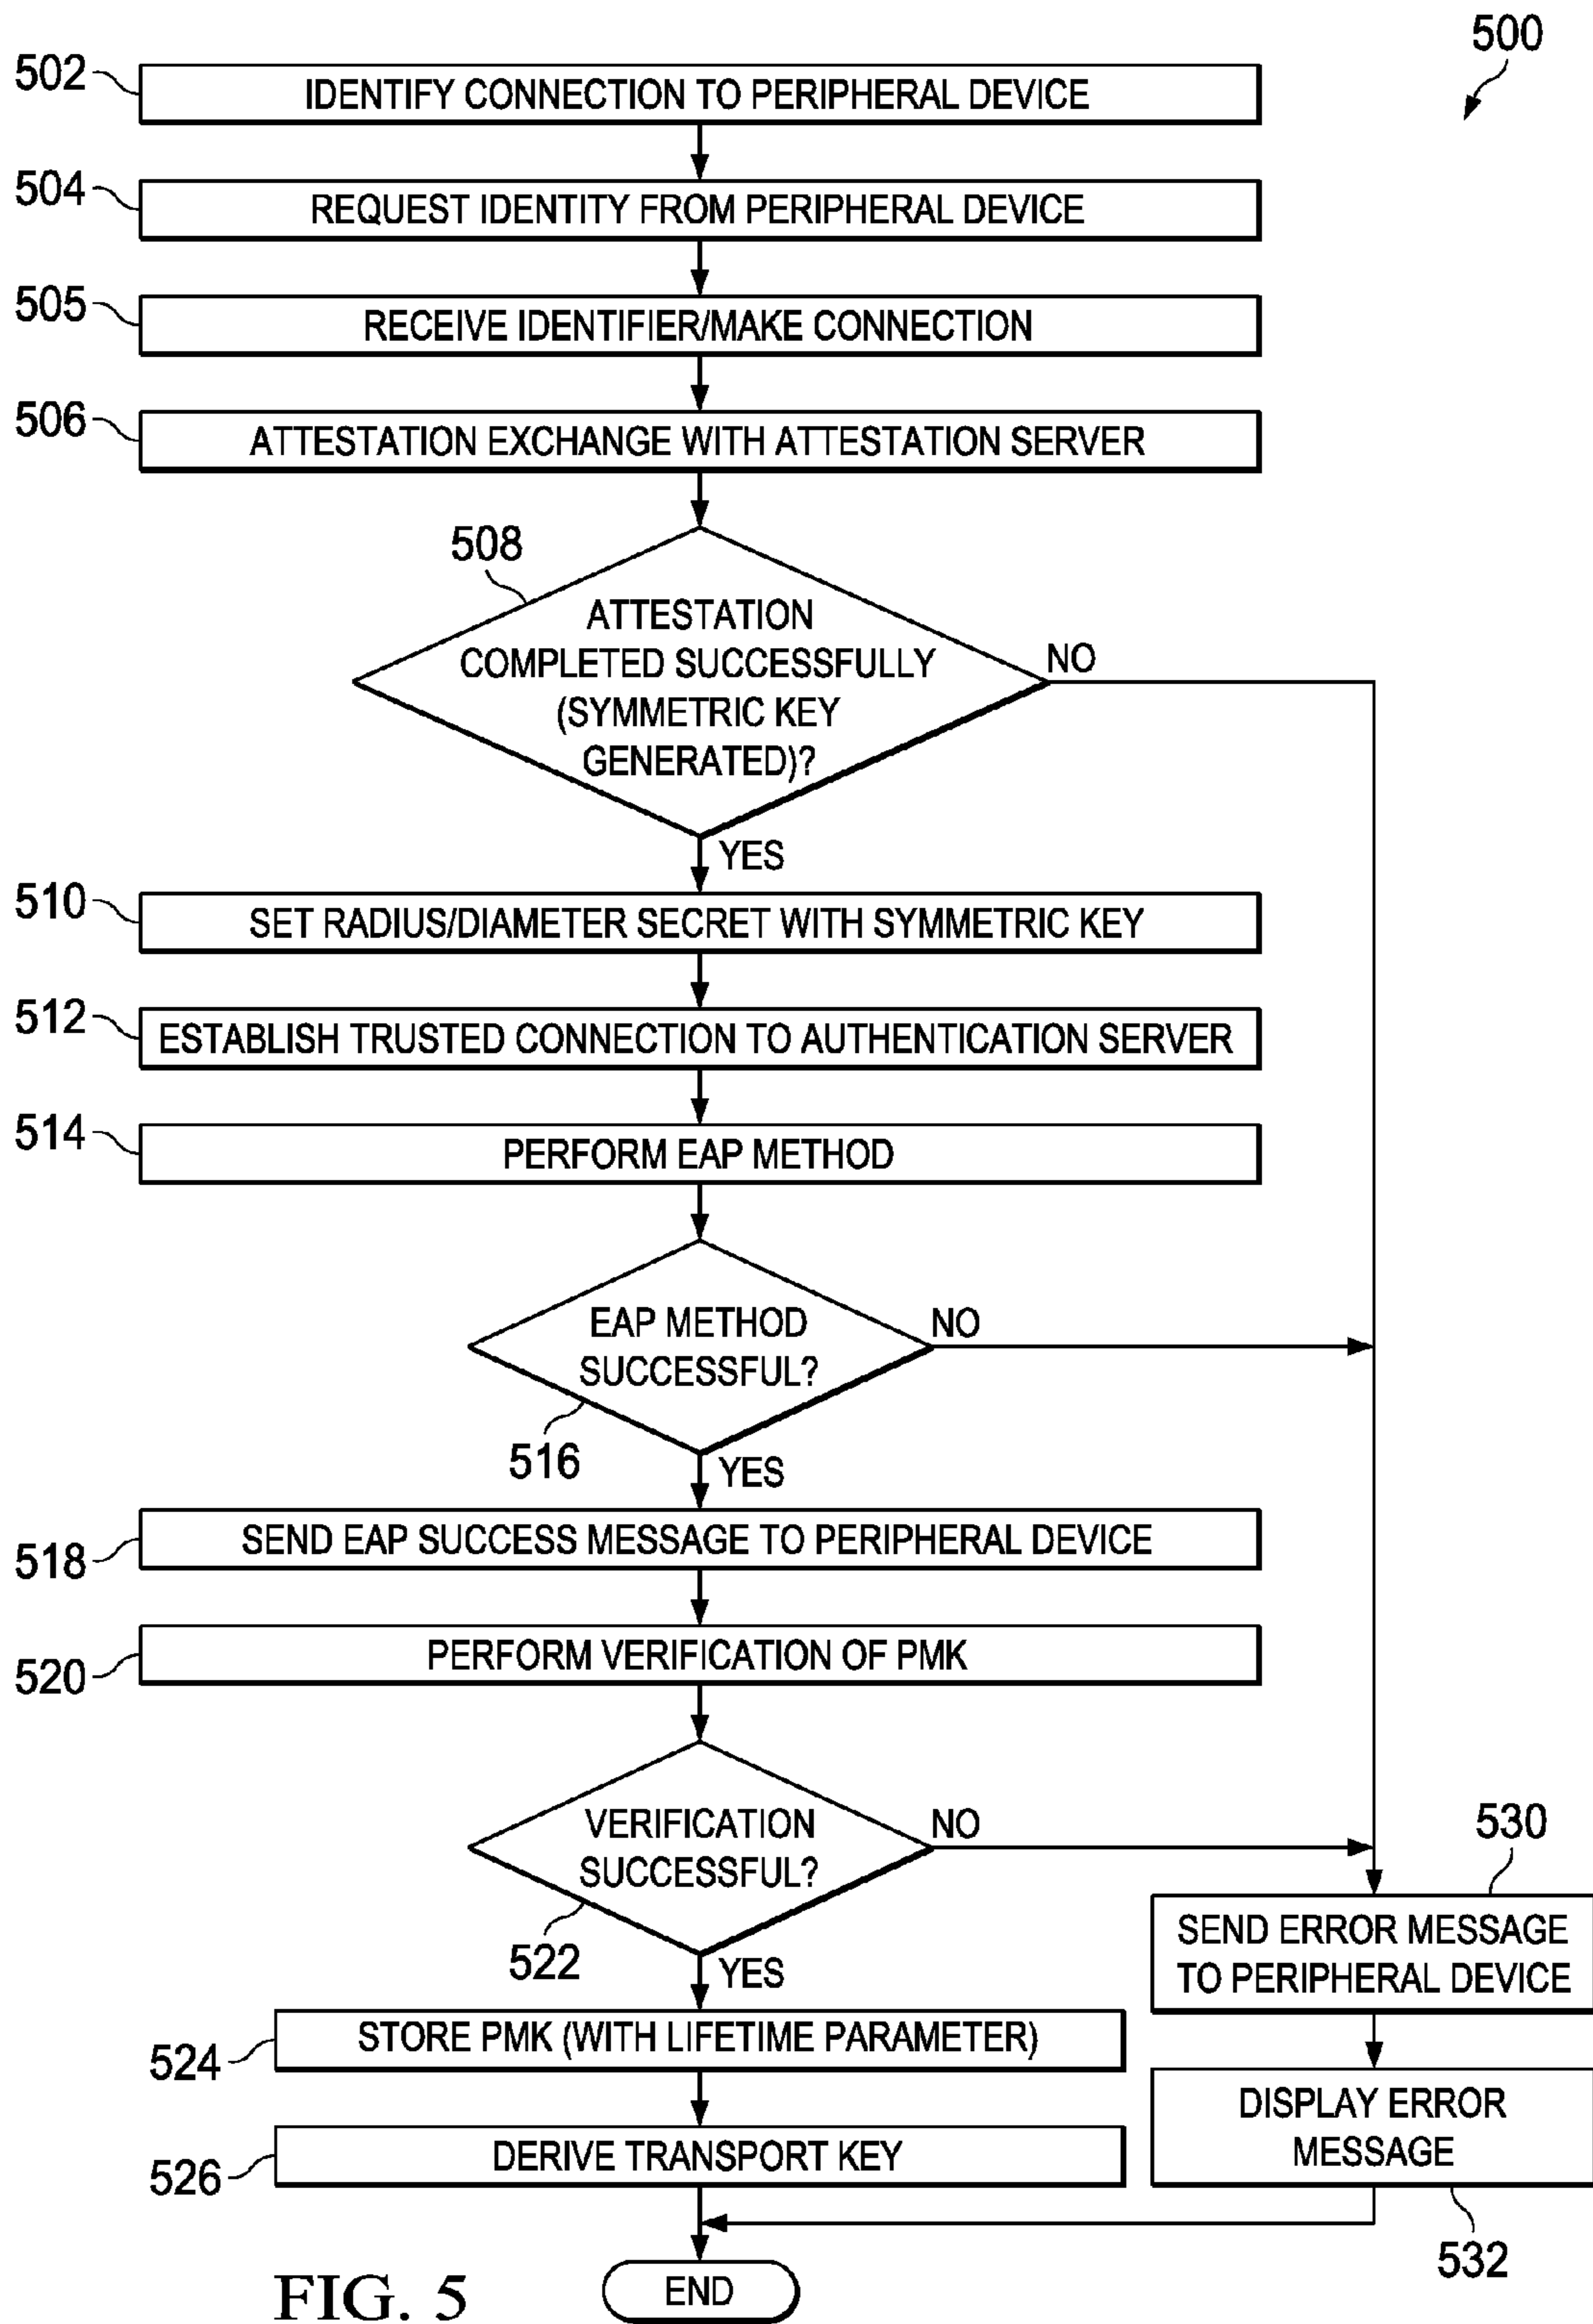 500
502
IDENTIFY CONNECTION TO PERIPHERAL DEVICE
504
REQUEST IDENTITY FROM PERIPHERAL DEVICE
505
RECEIVE IDENTIFIER/MAKE CONNECTION
506
ATTESTATION EXCHANGE WITH ATTESTATION SERVER
508
ATTESTATION
COMPLETED SUCCESSFULLY
(SYMMETRIC KEY
GENERATED)?
NO
YES
510
SET RADIUS/DIAMETER SECRET WITH SYMMETRIC KEY
512
ESTABLISH TRUSTED CONNECTION TO AUTHENTICATION SERVER
514
PERFORM EAP METHOD
EAP METHOD
SUCCESSFUL?
NO
516
YES
518
SEND EAP SUCCESS MESSAGE TO PERIPHERAL DEVICE
520
PERFORM VERIFICATION OF PMK
VERIFICATION
SUCCESSFUL?
NO
522
YES
530
SEND ERROR MESSAGE
TO PERIPHERAL DEVICE
524
STORE PMK (WITH LIFETIME PARAMETER)
526
DERIVE TRANSPORT KEY
DISPLAY ERROR
MESSAGE
532
END
FIG. 5